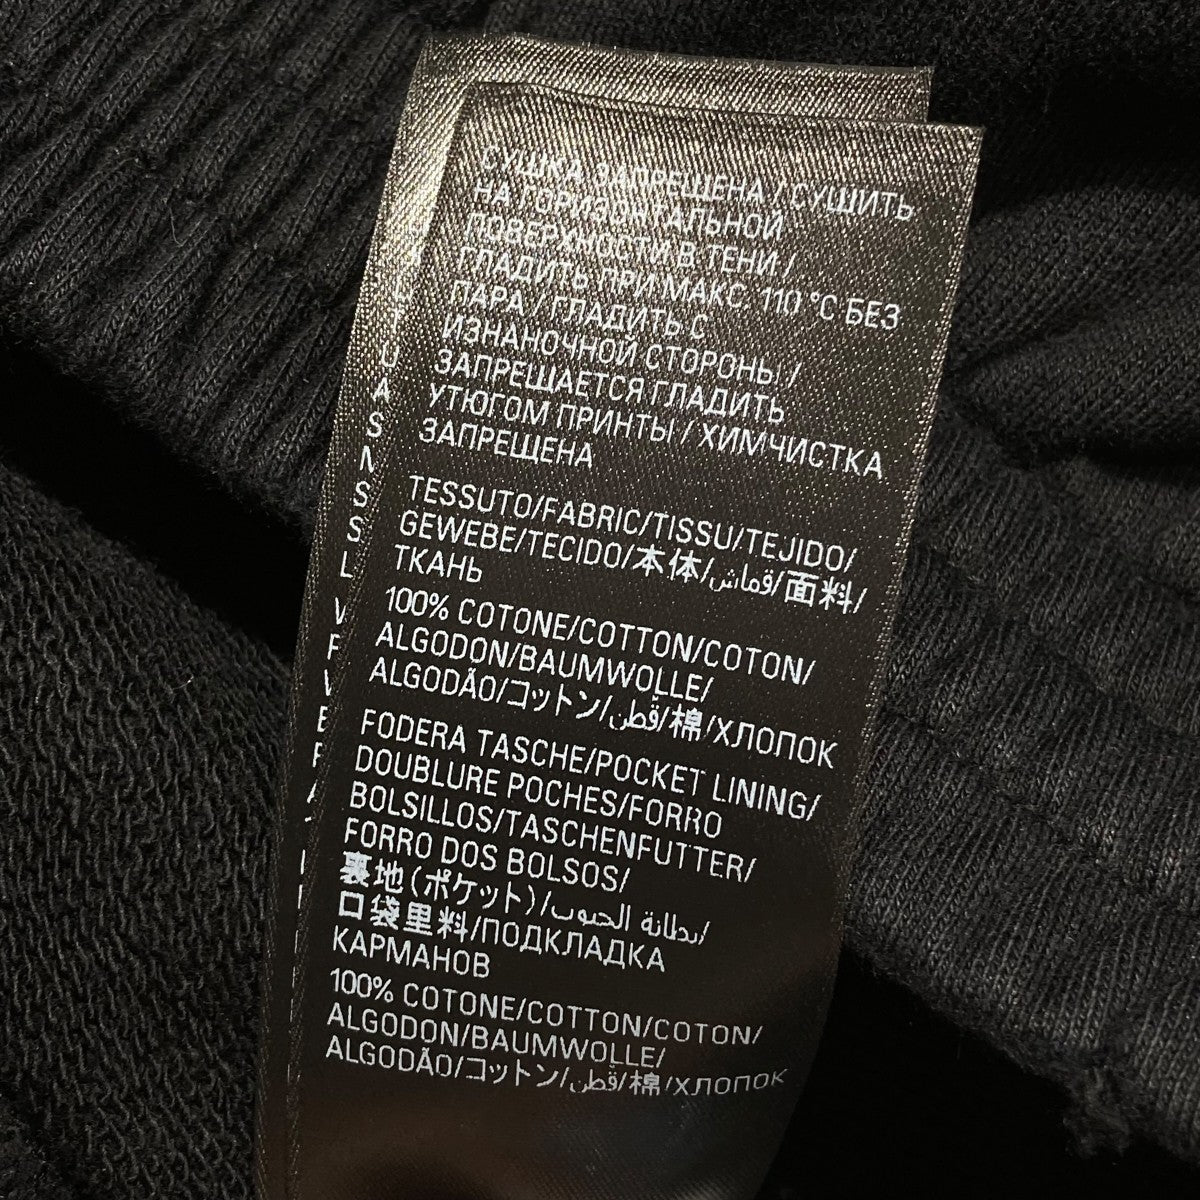 СУШКА ЗАПРЕЩЕНА / СУШИТЬ
НА ГОРИЗОНТАЛЬНОЙ
ПОВЕРХНОСТИ В ТЕНИ /
ГЛАДИТЬ ПРИ МАКС. 110 °C БЕЗ
ПАРА / ГЛАДИТЬ С
ИЗНАНОЧНОЙ СТОРОНЫ /
ЗАПРЕЩАЕТСЯ ГЛАДИТЬ
УТЮГОМ ПРИНТЫ / ХИМЧИСТКА
ЗАПРЕЩЕНА
TESSUTO/FABRIC/TISSU/TEJIDO/
GEWEBE/TECIDO/本体/قماش/面料/
ТКАНЬ
100% COTONE/COTTON/COTON/
ALGODON/BAUMWOLLE/
ALGODÃO/コットン/قطن/棉/ХЛОПОК
FODERA TASCHE/POCKET LINING/
DOUBLURE POCHES/FORRO
BOLSILLOS/TASCHENFUTTER/
FORRO DOS BOLSOS/
裏地(ポケット)/بطانة الجيوب/
口袋里料/ПОДКЛАДКА
КАРМАНОВ
100% COTONE/COTTON/COTON/
ALGODON/BAUMWOLLE/
ALGODÃO/コットン/قطن/棉/ХЛОПОК